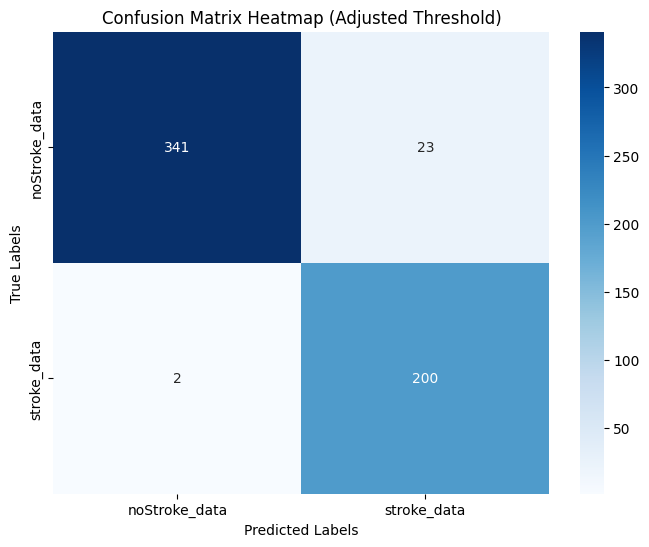 Confusion Matrix Heatmap (Adjusted Threshold)
True Labels
noStroke_data
stroke_data
341
23
2
200
noStroke_data
stroke_data
Predicted Labels
300
250
200
150
100
50